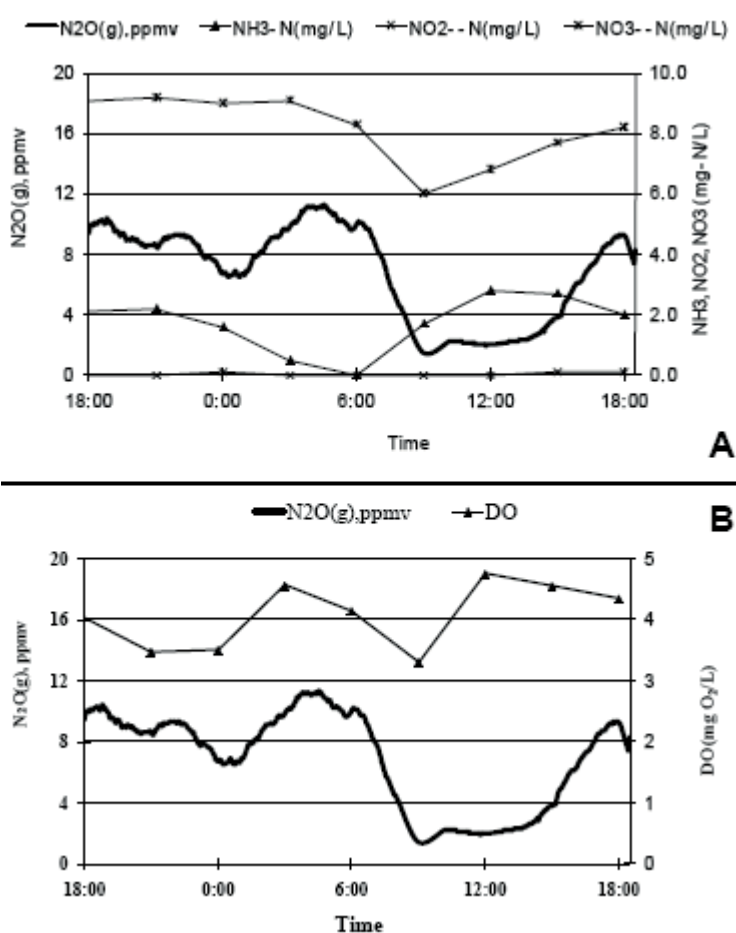 N2O(g),ppmv NH3-N(mg/L) NO2--N(mg/L) NO3--N(mg/L)
20 10.0
16 8.0
12 6.0
8 4.0
4 2.0
0 0.0
N2O(g), ppmv
NH3, NO2, NO3 (mg-N/L)
18:00 0:00 6:00 12:00 18:00
Time
A
N2O(g),ppmv DO
B
20 5
16 4
12 3
8 2
4 1
0 0
N₂O(g), ppmv
DO(mg O₂/L)
18:00 0:00 6:00 12:00 18:00
Time